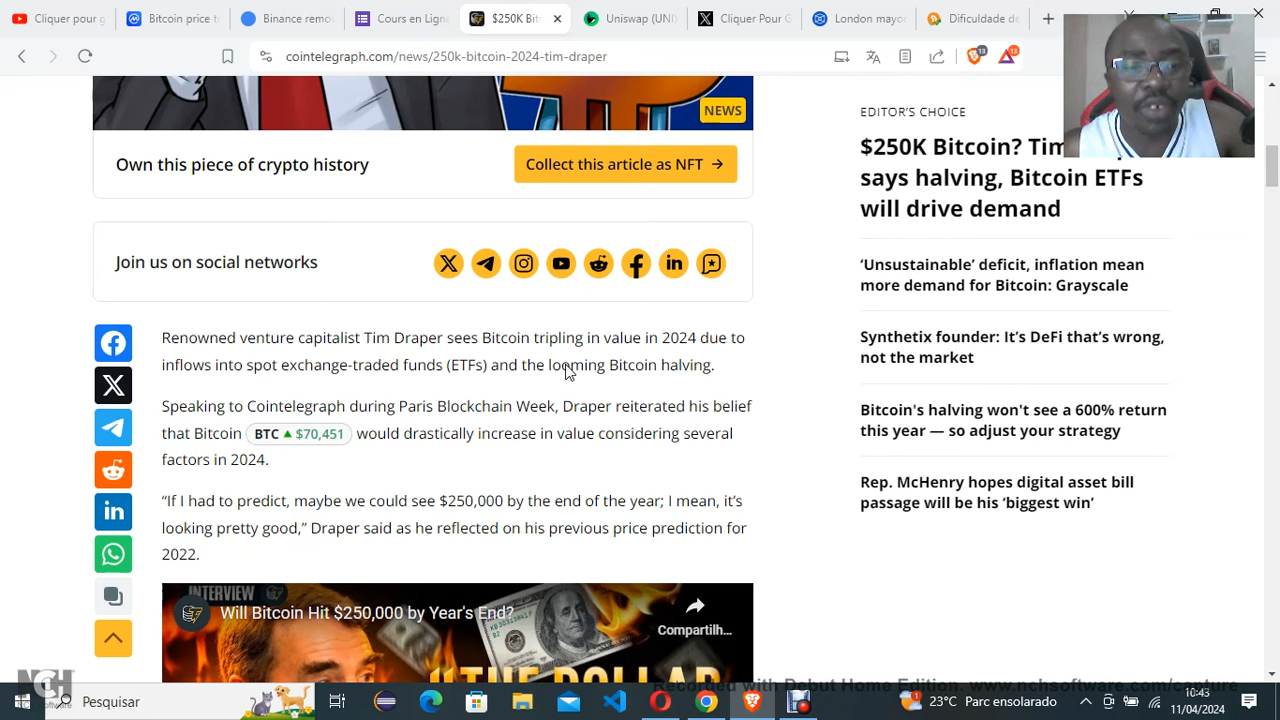 Cliquer pour g
Bitcoin price t
Binance remo
Cours en Lign
$250K Bit
Uniswap (UNI
Cliquer Pour G
London mayo
Dificuldade de
cointelegraph.com/news/250k-bitcoin-2024-tim-draper
13
13
NEWS
Own this piece of crypto history
Collect this article as NFT →
Join us on social networks
Renowned venture capitalist Tim Draper sees Bitcoin tripling in value in 2024 due to
inflows into spot exchange-traded funds (ETFs) and the looming Bitcoin halving.
Speaking to Cointelegraph during Paris Blockchain Week, Draper reiterated his belief
that Bitcoin BTC ▲ $70,451 would drastically increase in value considering several
factors in 2024.
“If I had to predict, maybe we could see $250,000 by the end of the year; I mean, it’s
looking pretty good,” Draper said as he reflected on his previous price prediction for
2022.
INTERVIEW
Will Bitcoin Hit $250,000 by Year's End?
Compartilh...
"THE DOLLAR
EDITOR’S CHOICE
$250K Bitcoin? Tim
says halving, Bitcoin ETFs
will drive demand
‘Unsustainable’ deficit, inflation mean
more demand for Bitcoin: Grayscale
Synthetix founder: It’s DeFi that’s wrong,
not the market
Bitcoin's halving won't see a 600% return
this year — so adjust your strategy
Rep. McHenry hopes digital asset bill
passage will be his ‘biggest win’
NCH
Software
Recorded with Debut Home Edition. www.nchsoftware.com/capture
Pesquisar
1
23°C Parc ensolarado
10:43
11/04/2024